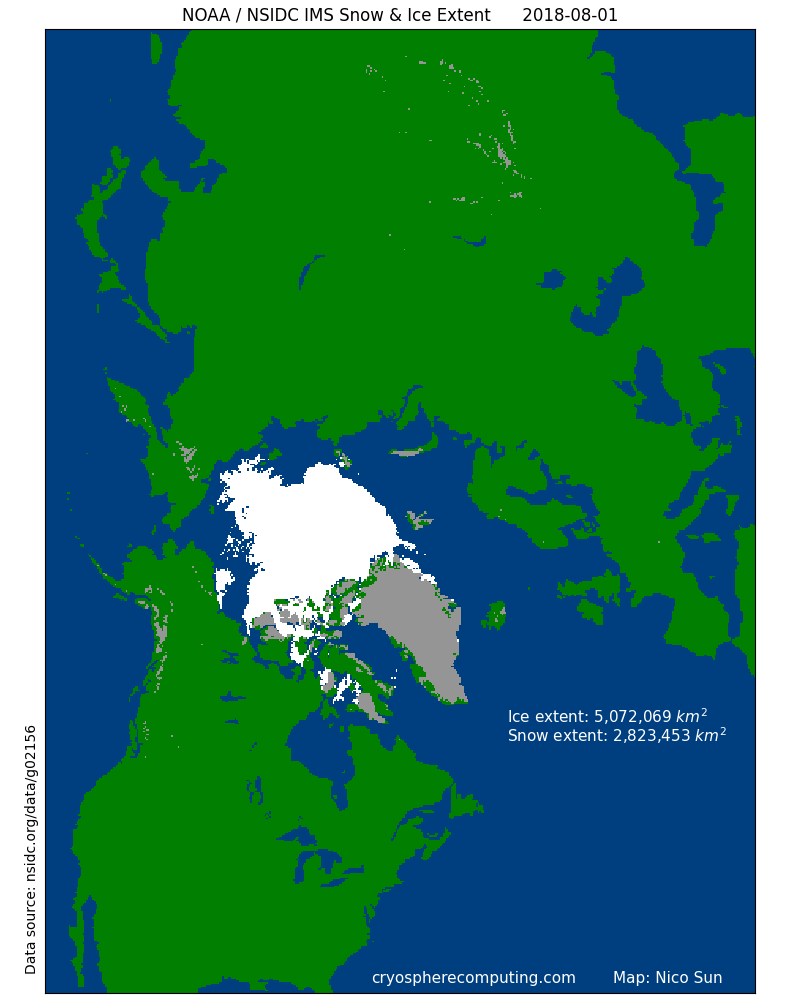 NOAA / NSIDC IMS Snow & Ice Extent 2018-08-01
Ice extent: 5,072,069 km²
Snow extent: 2,823,453 km²
Data source: nsidc.org/data/g02156
cryospherecomputing.com Map: Nico Sun